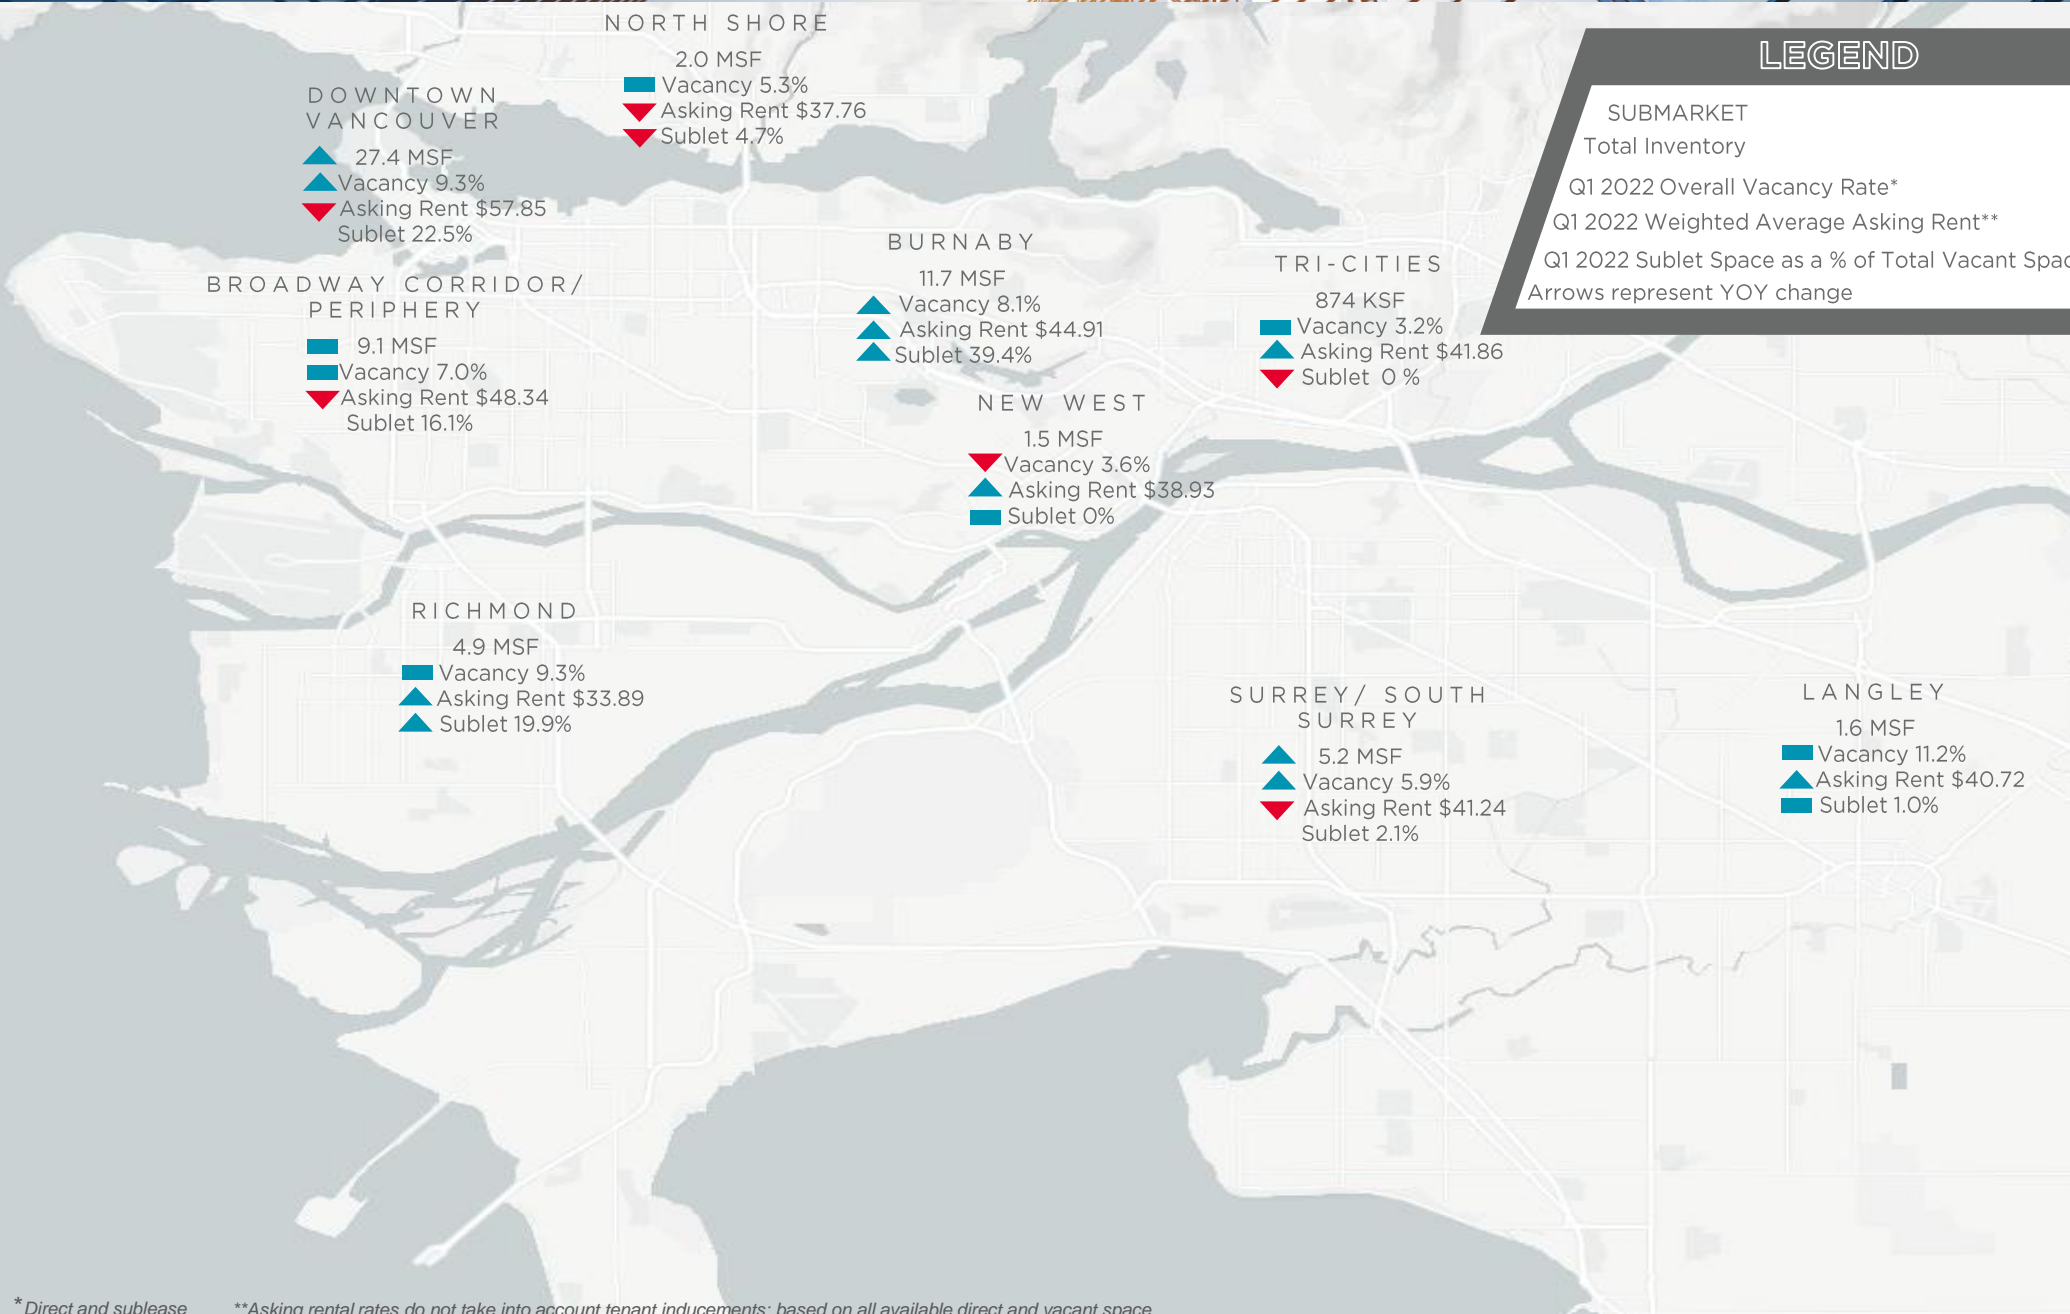 NORTH SHORE
2.0 MSF
Vacancy 5.3%
Asking Rent $37.76
Sublet 4.7%
DOWNTOWN
VANCOUVER
27.4 MSF
Vacancy 9.3%
Asking Rent $57.85
Sublet 22.5%
BROADWAY CORRIDOR/
PERIPHERY
9.1 MSF
Vacancy 7.0%
Asking Rent $48.34
Sublet 16.1%
BURNABY
11.7 MSF
Vacancy 8.1%
Asking Rent $44.91
Sublet 39.4%
TRI-CITIES
874 KSF
Vacancy 3.2%
Asking Rent $41.86
Sublet 0 %
NEW WEST
1.5 MSF
Vacancy 3.6%
Asking Rent $38.93
Sublet 0%
RICHMOND
4.9 MSF
Vacancy 9.3%
Asking Rent $33.89
Sublet 19.9%
SURREY/ SOUTH
SURREY
5.2 MSF
Vacancy 5.9%
Asking Rent $41.24
Sublet 2.1%
LANGLEY
1.6 MSF
Vacancy 11.2%
Asking Rent $40.72
Sublet 1.0%
LEGEND
SUBMARKET
Total Inventory
Q1 2022 Overall Vacancy Rate*
Q1 2022 Weighted Average Asking Rent**
Q1 2022 Sublet Space as a % of Total Vacant Spac
Arrows represent YOY change
*Direct and sublease **Asking rental rates do not take into account tenant inducements; based on all available direct and vacant space